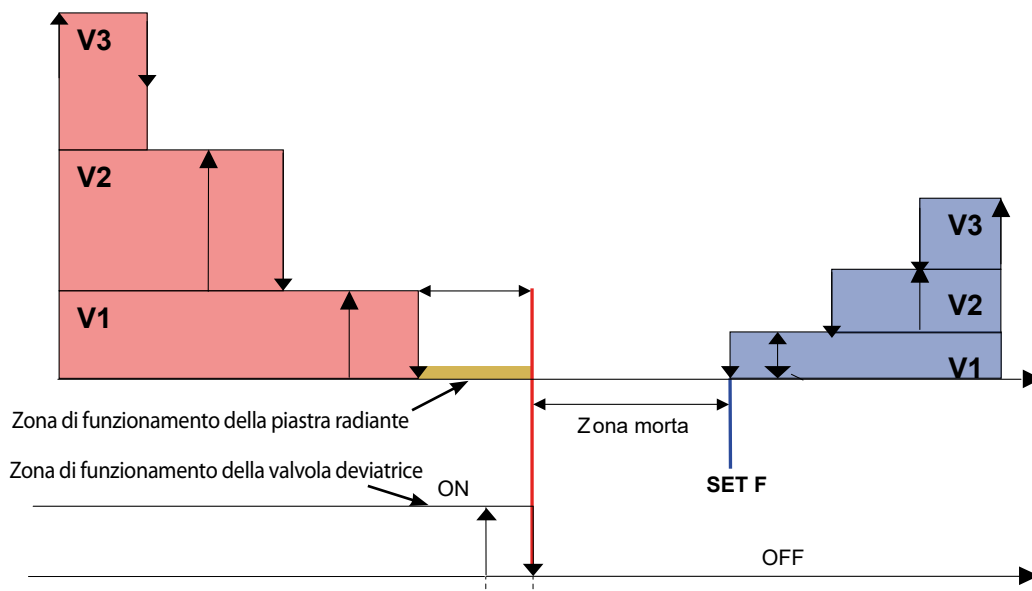 V3
V2
V1
V3
V2
V1
Zona di funzionamento della piastra radiante
Zona morta
Zona di funzionamento della valvola deviatrice
ON
SET F
OFF